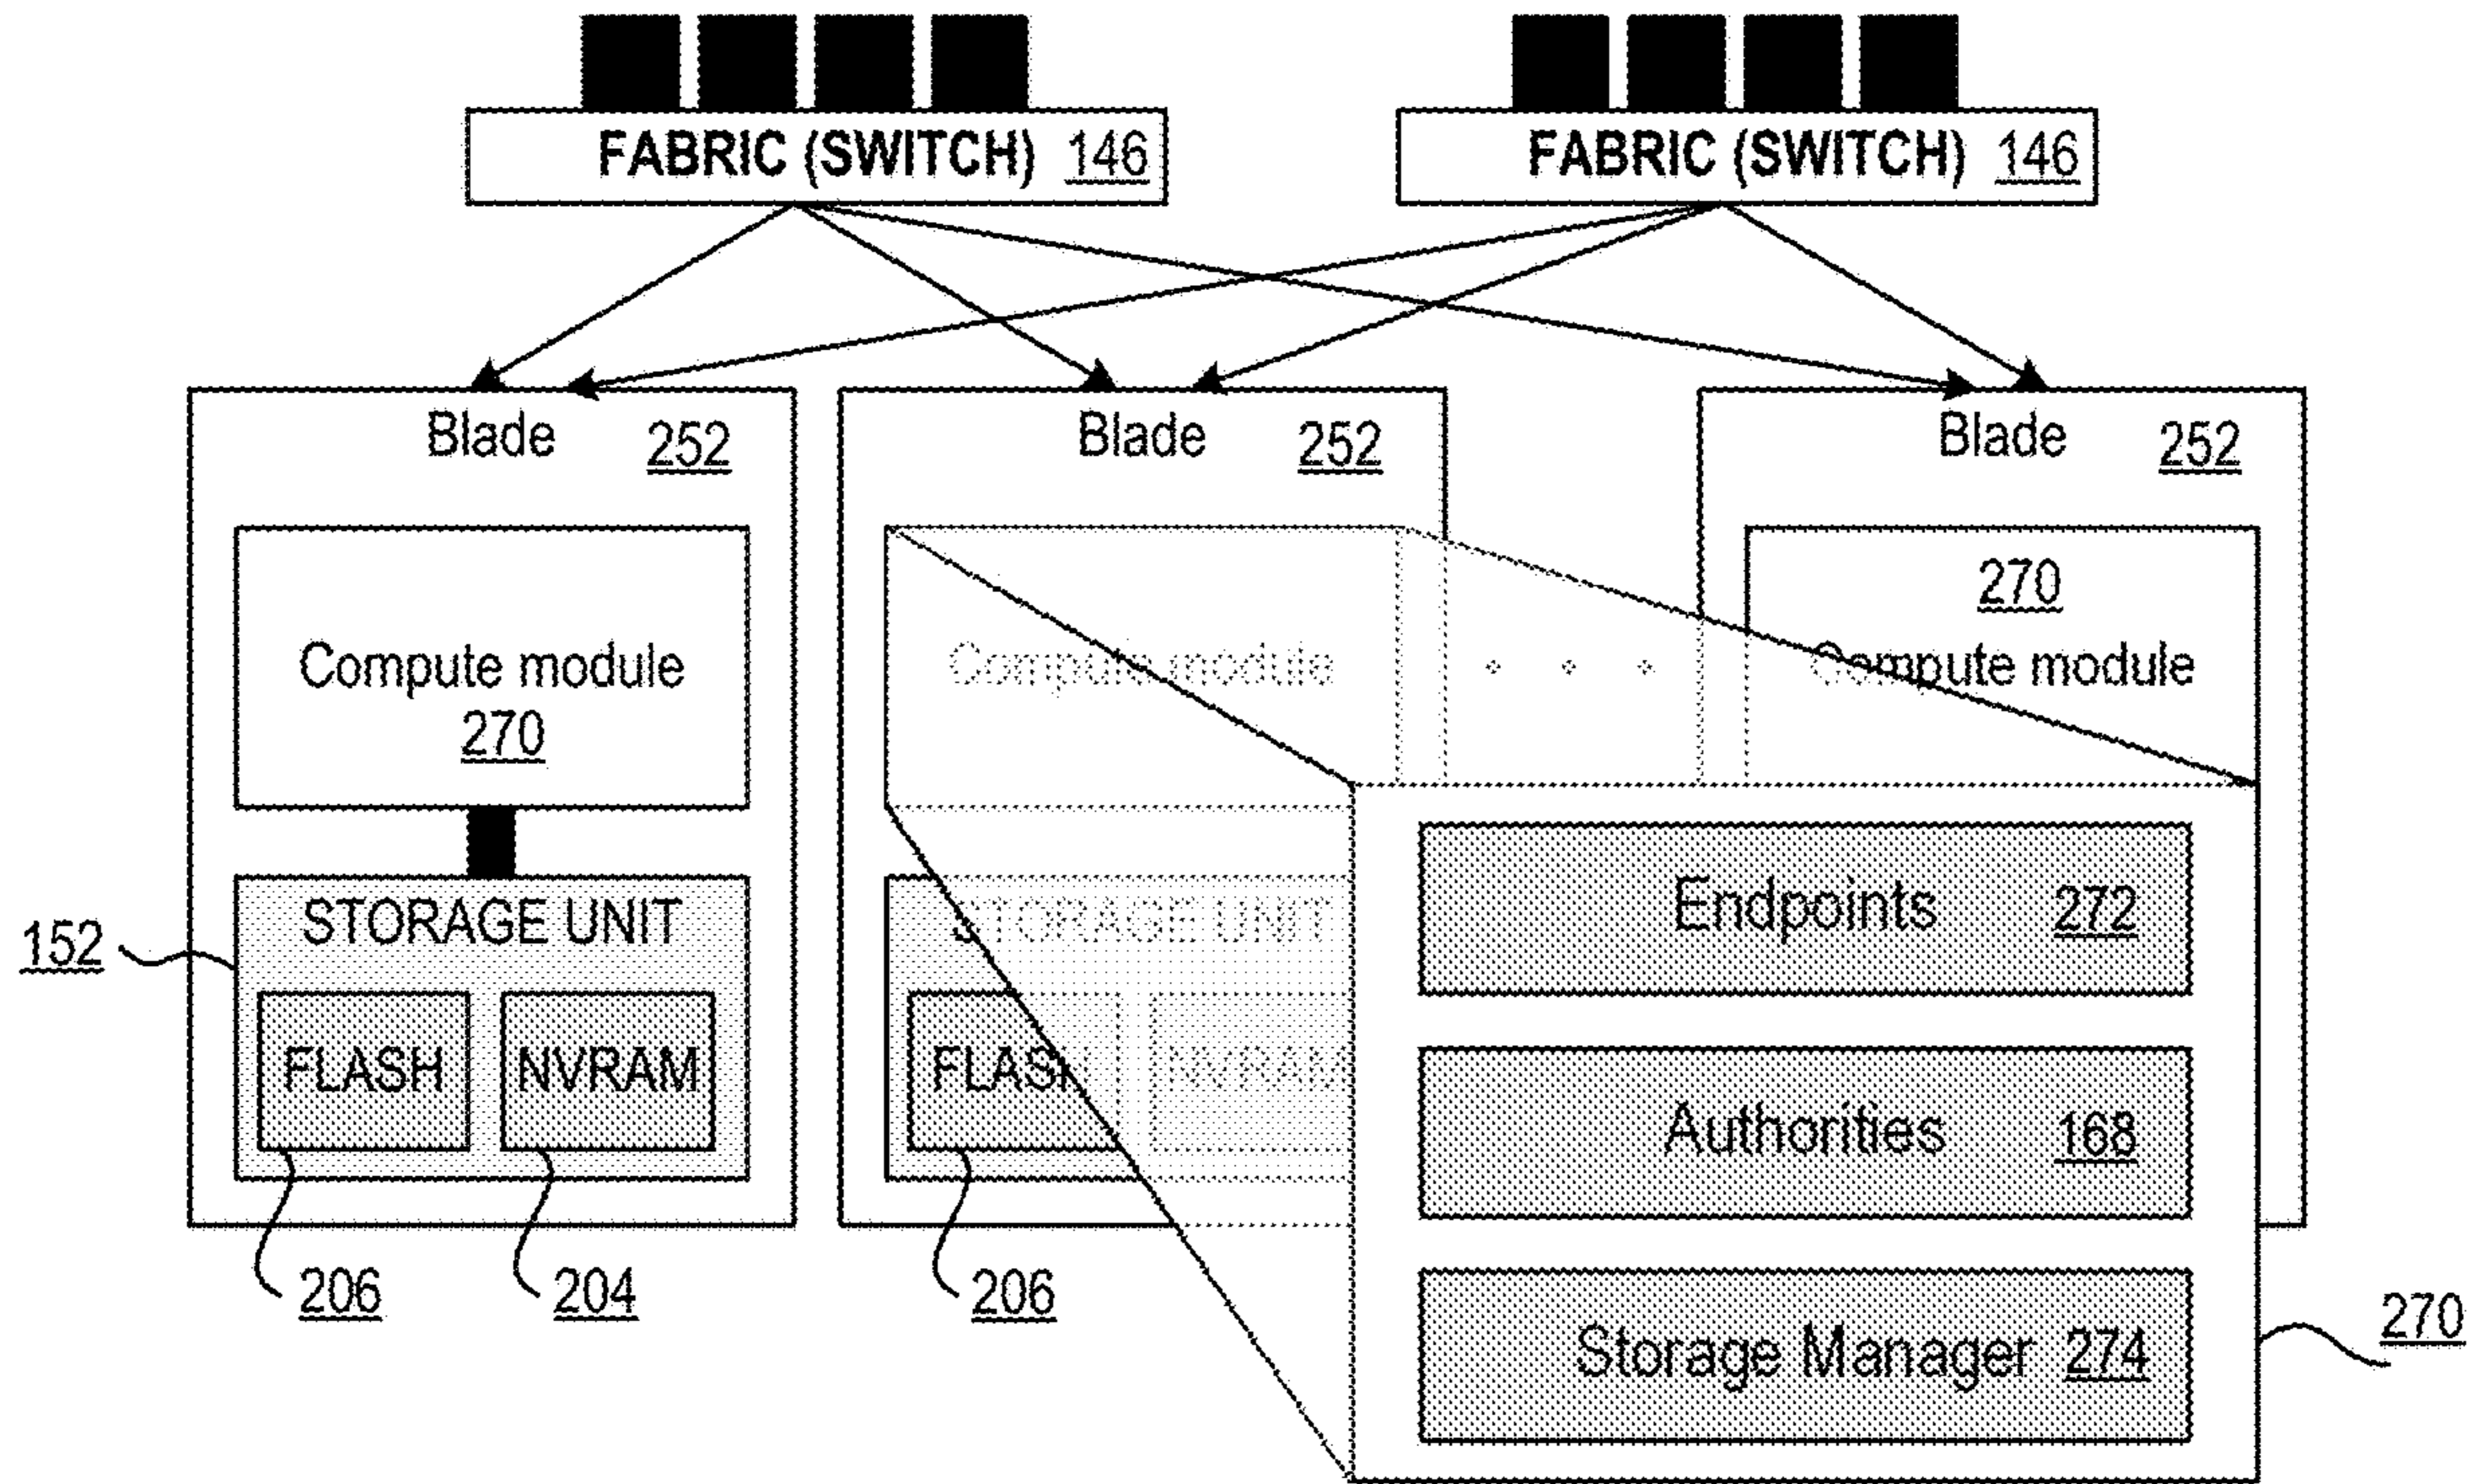 FABRIC (SWITCH) 146
FABRIC (SWITCH) 146
Blade 252
Blade 252
Blade 252
Compute module
270
Compute module
270
Compute module
152
STORAGE UNIT
FLASH
NVRAM
206
204
STORAGE UNIT
FLASH
NVRAM
206
Endpoints 272
Authorities 168
Storage Manager 274
270